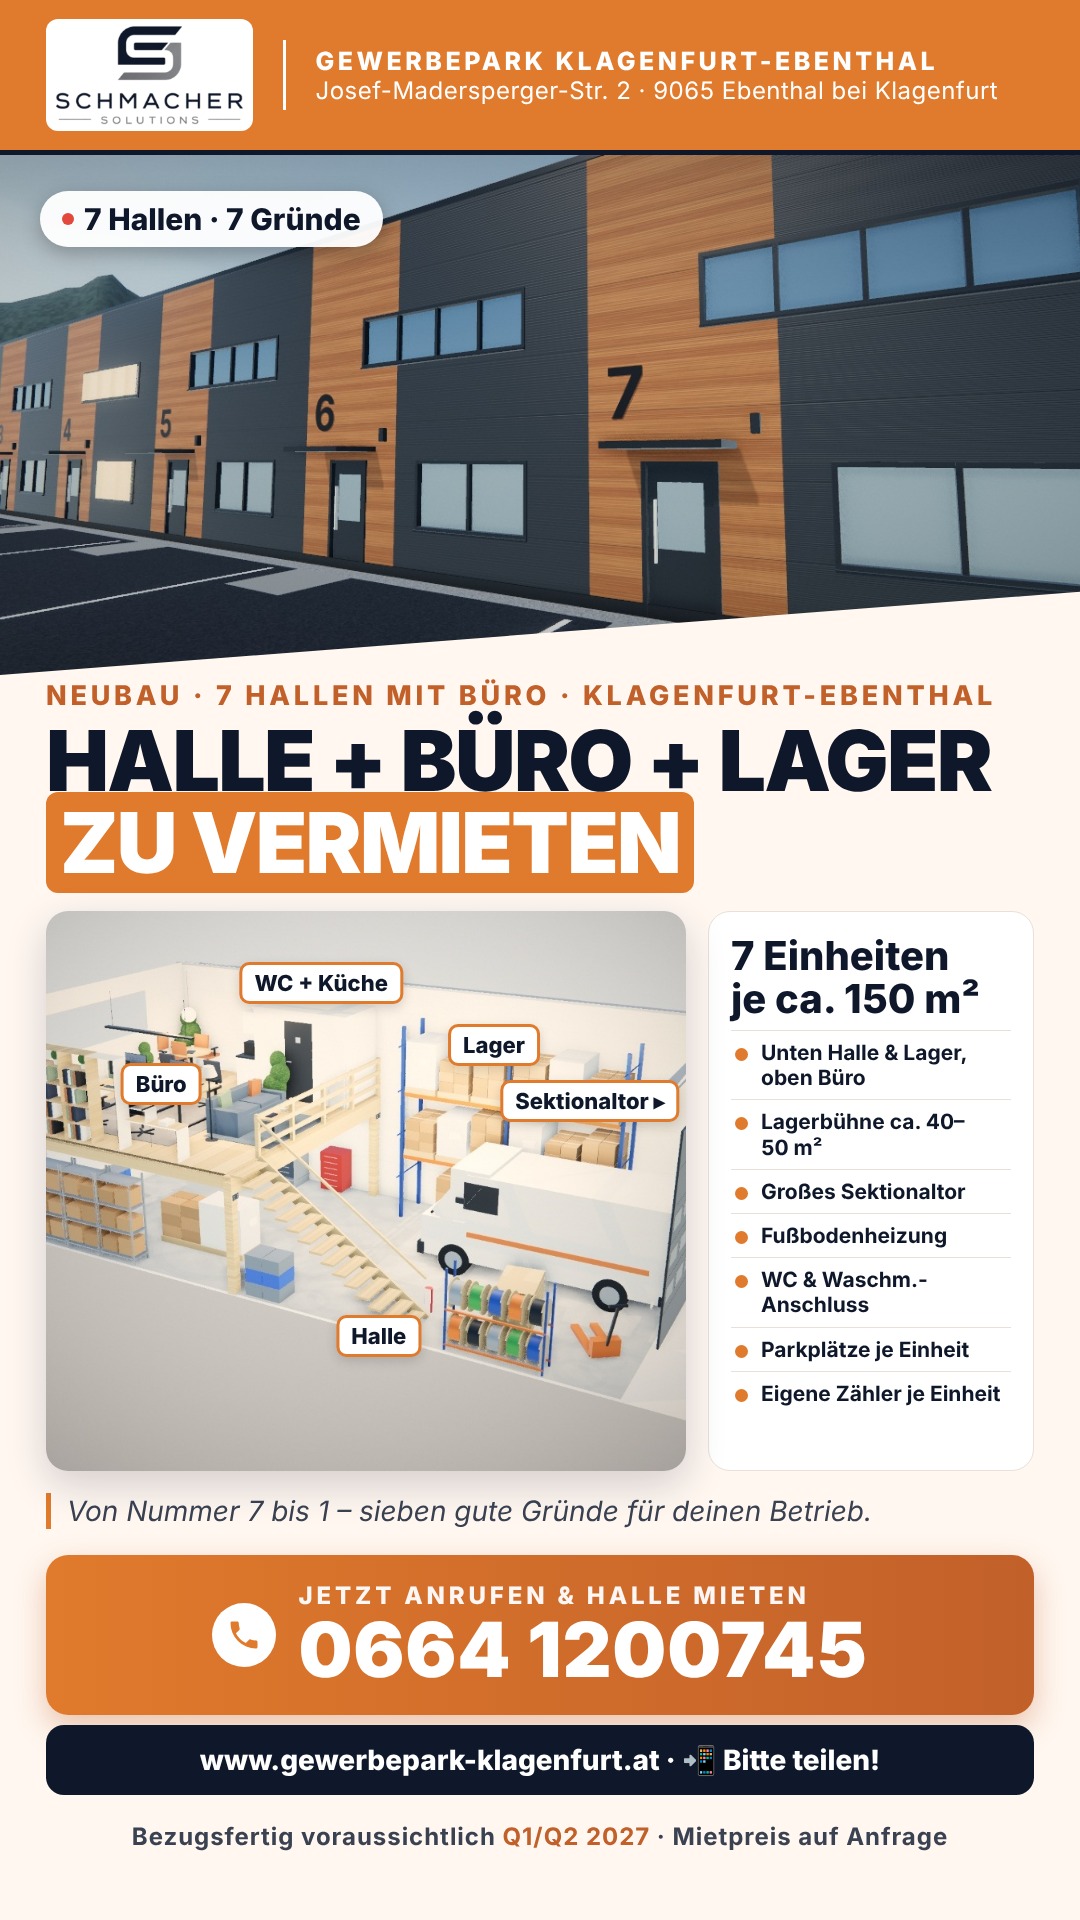 SCHMACHER
SOLUTIONS
GEWERBEPARK KLAGENFURT-EBENTHAL
Josef-Madersperger-Str. 2 · 9065 Ebenthal bei Klagenfurt
7 Hallen · 7 Gründe
3
4
5
6
7
NEUBAU · 7 HALLEN MIT BÜRO · KLAGENFURT-EBENTHAL
HALLE + BÜRO + LAGER
ZU VERMIETEN
WC + Küche
Lager
Büro
Sektionaltor ▸
Halle
7 Einheiten
je ca. 150 m²
Unten Halle & Lager,
oben Büro
Lagerbühne ca. 40–
50 m²
Großes Sektionaltor
Fußbodenheizung
WC & Waschm.-
Anschluss
Parkplätze je Einheit
Eigene Zähler je Einheit
Von Nummer 7 bis 1 – sieben gute Gründe für deinen Betrieb.
JETZT ANRUFEN & HALLE MIETEN
0664 1200745
www.gewerbepark-klagenfurt.at · 📲 Bitte teilen!
Bezugsfertig voraussichtlich Q1/Q2 2027 · Mietpreis auf Anfrage